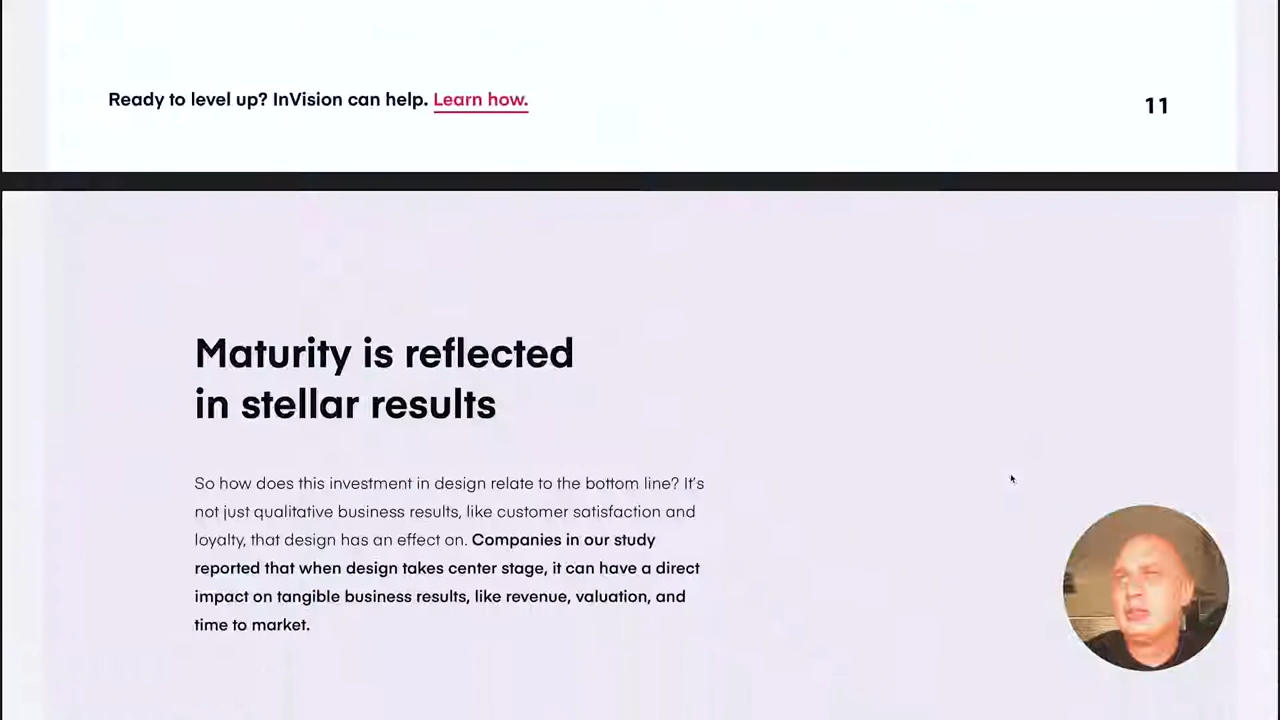 Ready to level up? InVision can help. Learn how.
11
Maturity is reflected
in stellar results
So how does this investment in design relate to the bottom line? It's
not just qualitative business results, like customer satisfaction and
loyalty, that design has an effect on. Companies in our study
reported that when design takes center stage, it can have a direct
impact on tangible business results, like revenue, valuation, and
time to market.